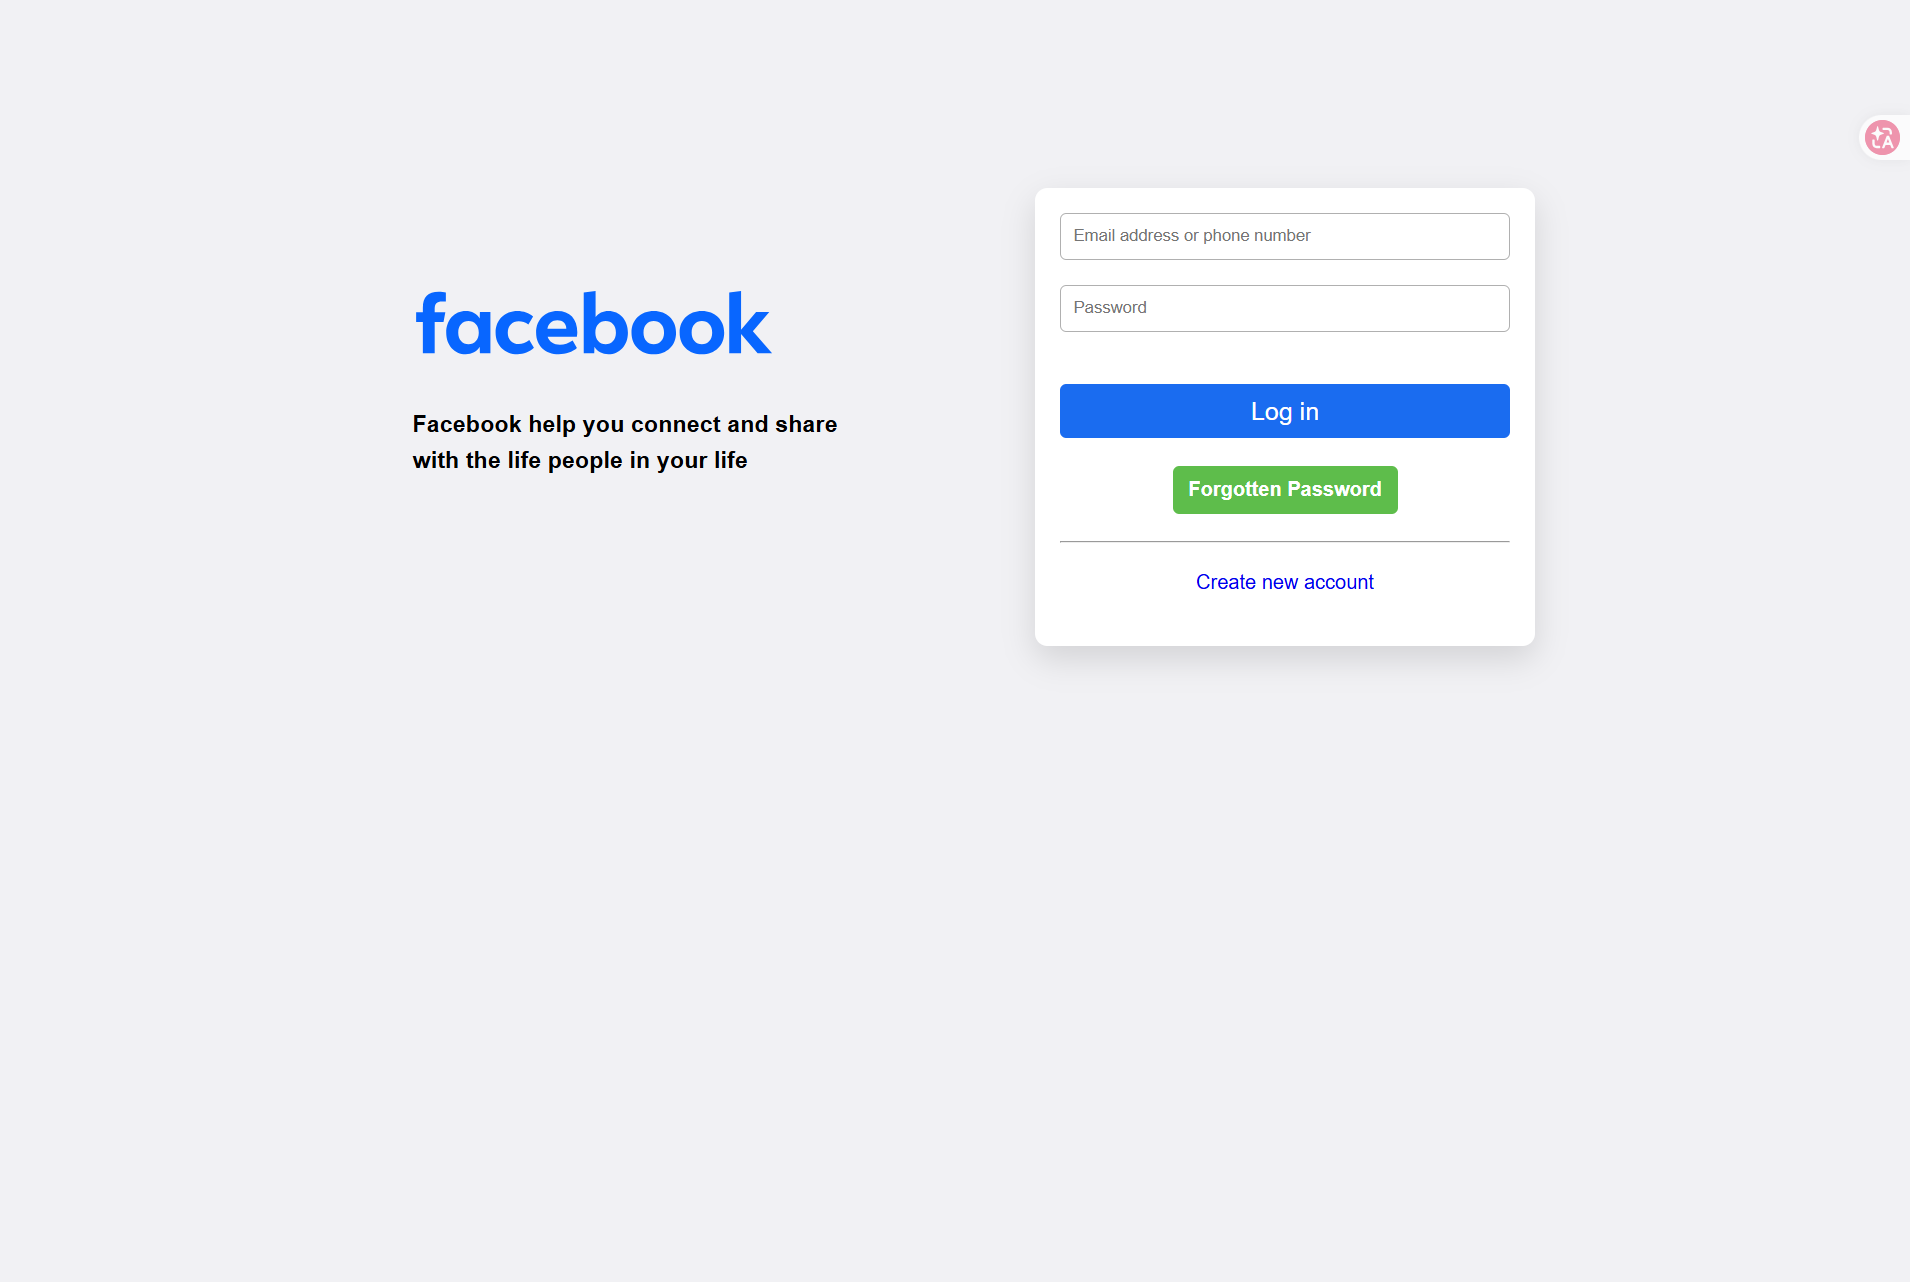 facebook
Facebook help you connect and share
with the life people in your life
Email address or phone number
Password
Log in
Forgotten Password
Create new account